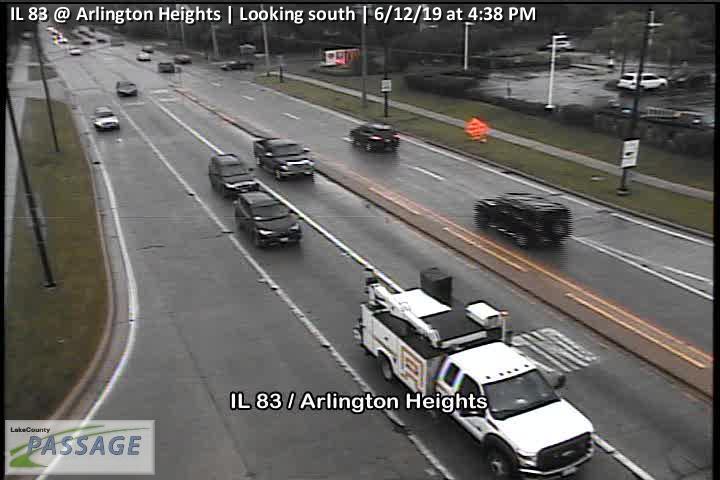 IL 83 @ Arlington Heights | Looking south | 6/12/19 at 4:38 PM
IL 83 / Arlington Heights
LakeCounty
PASSAGE